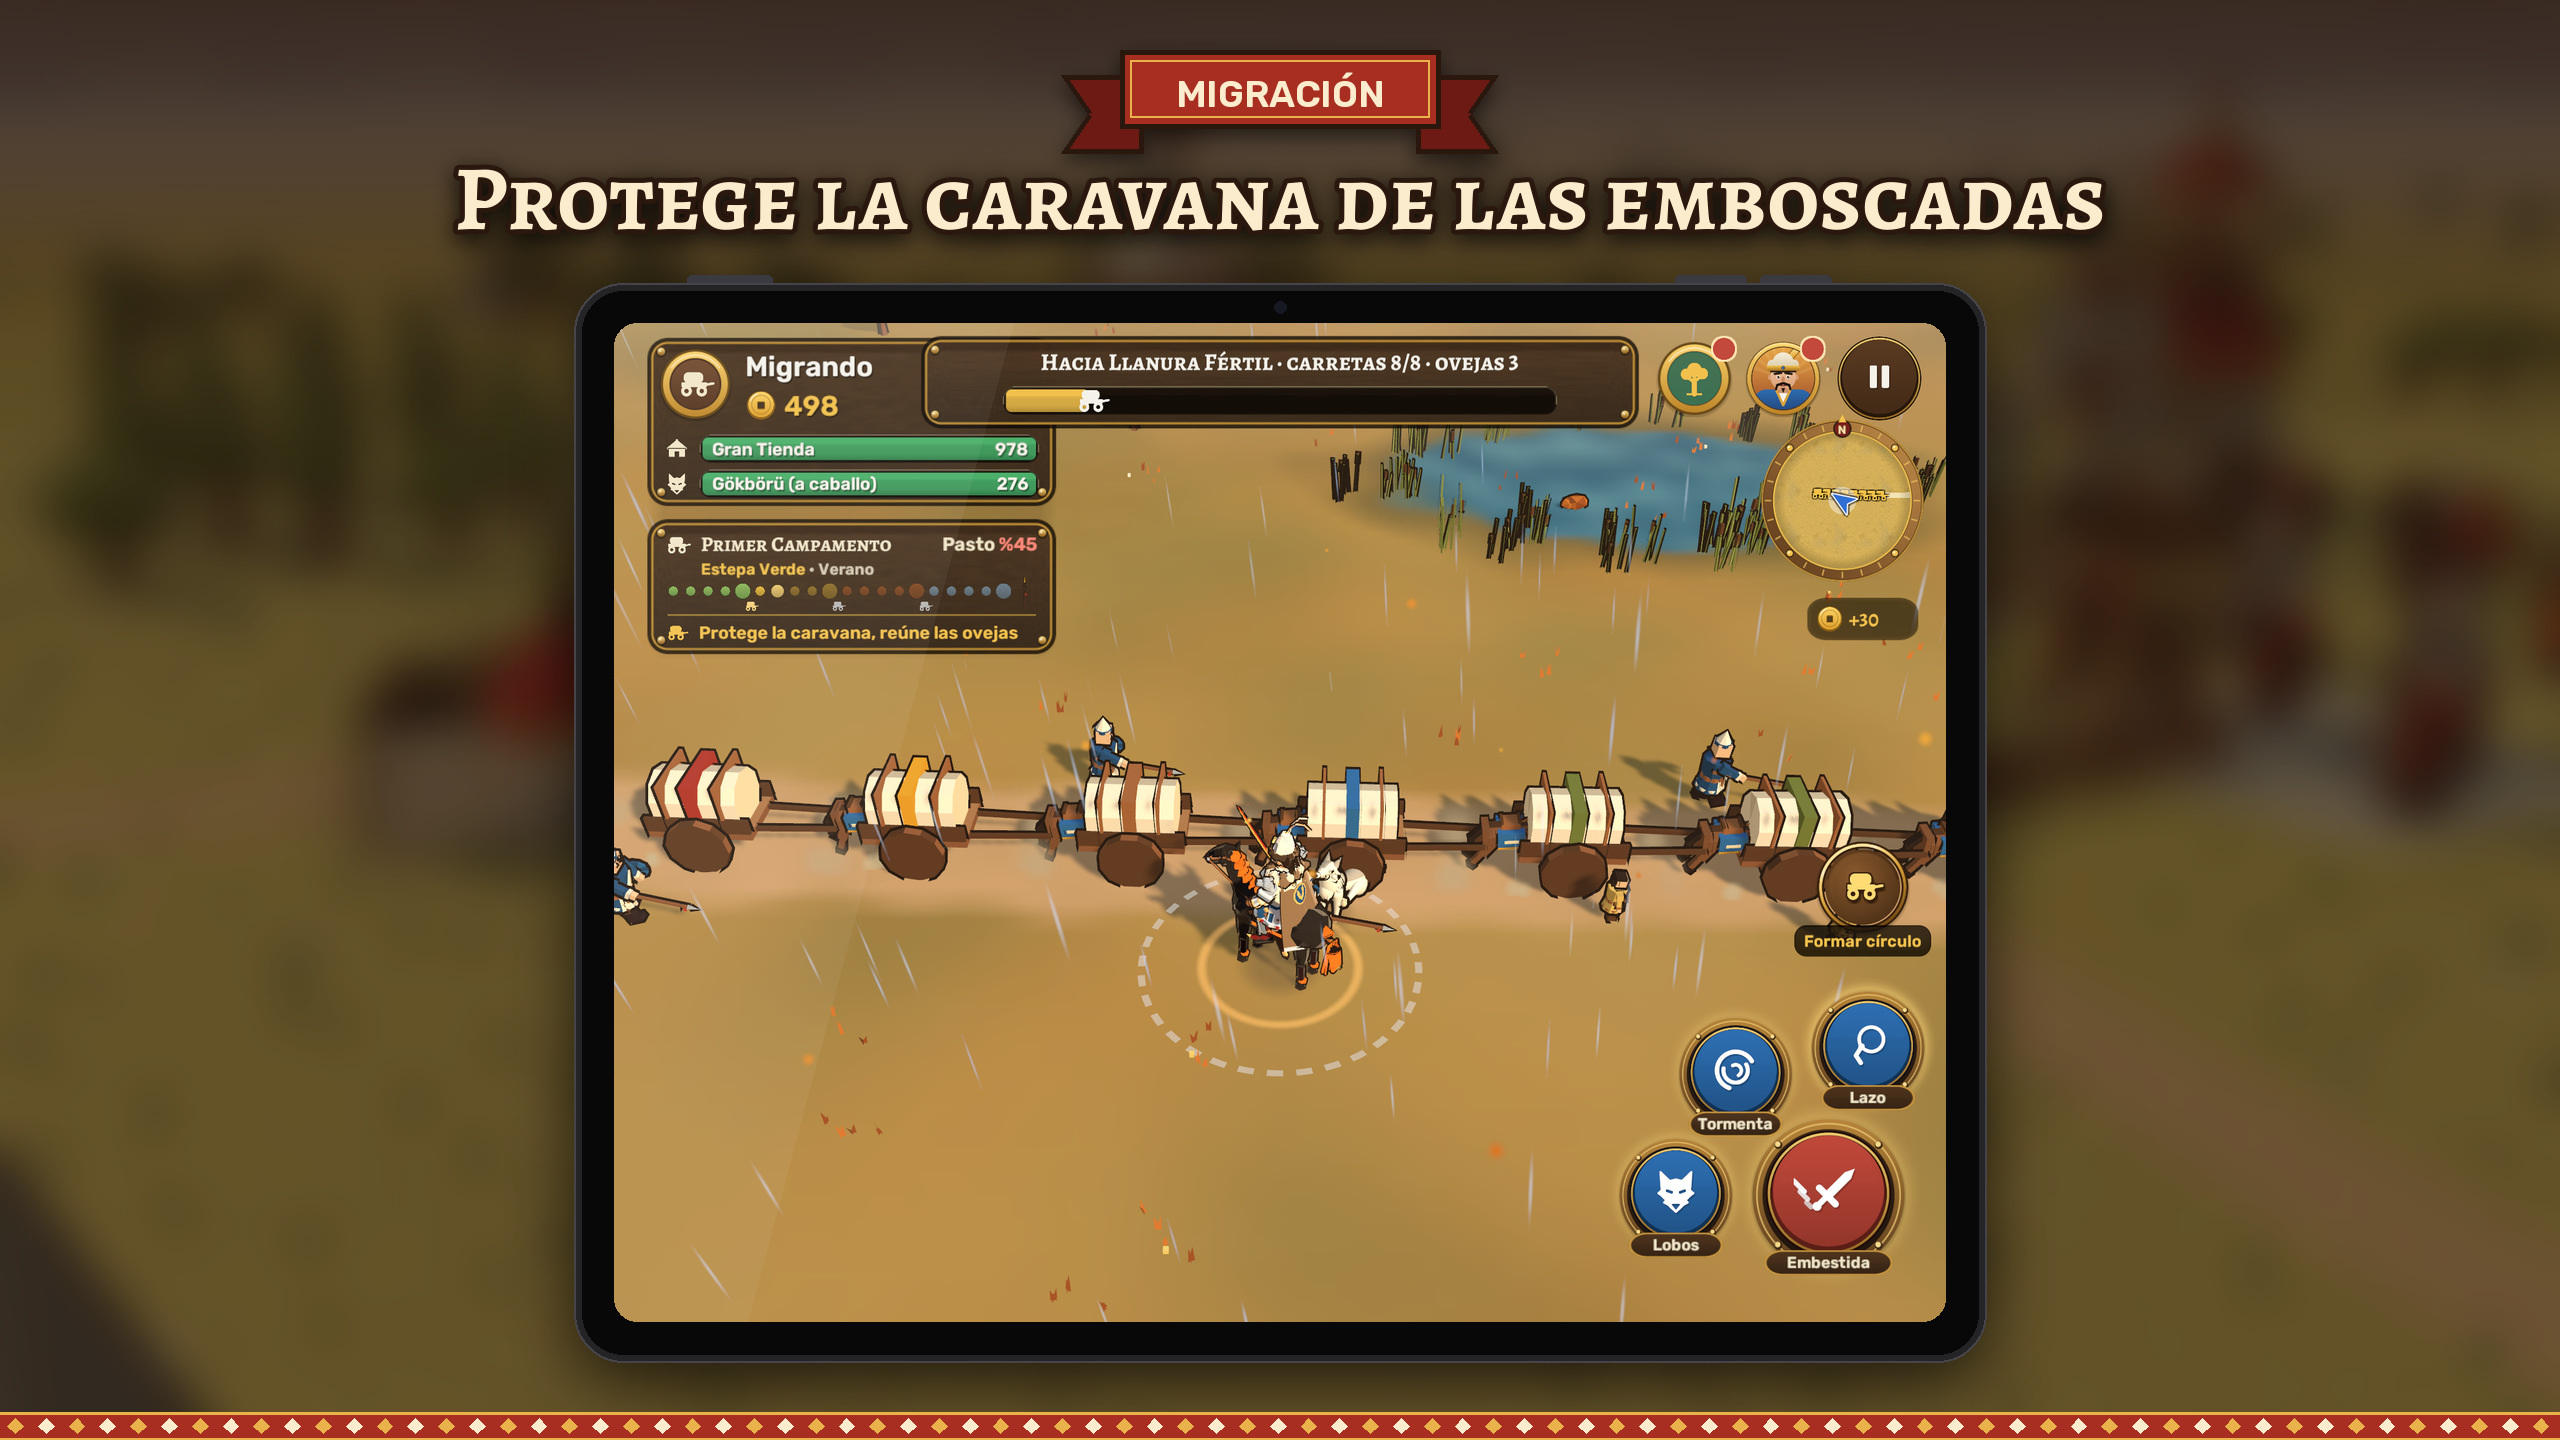 MIGRACIÓN
PROTEGE LA CARAVANA DE LAS EMBOSCADAS
Migrando
498
HACIA LLANURA FÉRTIL · CARRETAS 8/8 · OVEJAS 3
Gran Tienda 978
Gökbörü (a caballo) 276
N
PRIMER CAMPAMENTO Pasto %45
Estepa Verde • Verano
Protege la caravana, reúne las ovejas
+30
Formar círculo
Lazo
Tormenta
Lobos
Embestida